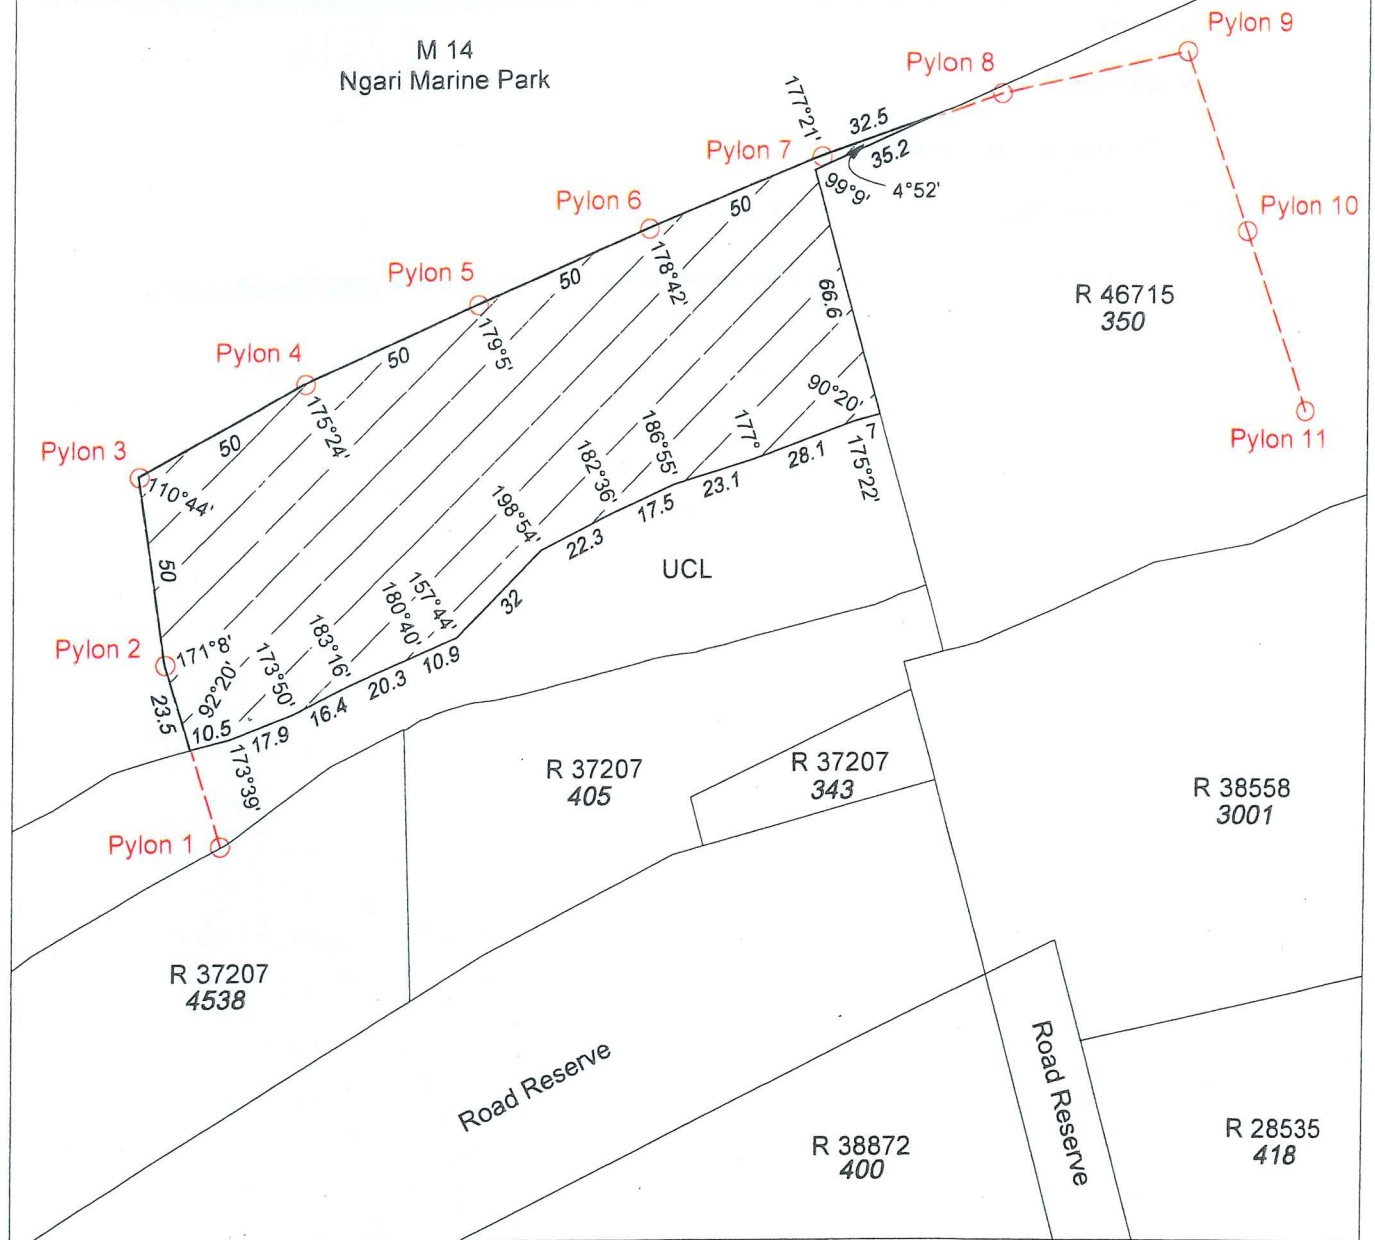 Pylon 9
M 14
Ngari Marine Park
Pylon 8
177°21'
32.5
Pylon 7
35.2
99°9'
4°52'
Pylon 6
50
Pylon 10
178°42'
Pylon 5
50
66.6
R 46715
350
179°5'
Pylon 4
50
90°20'
175°24'
50
186°55'
177°
7
Pylon 11
Pylon 3
110°44'
182°36'
28.1
175°22'
23.1
198°54'
17.5
22.3
50
UCL
157°44'
180°40'
32
183°16'
Pylon 2
171°8'
173°50'
92°20'
10.9
20.3
16.4
23.5
10.5
17.9
173°39'
R 37207
405
R 37207
343
R 38558
3001
Pylon 1
R 37207
4538
Road Reserve
Road Reserve
R 38872
400
R 28535
418